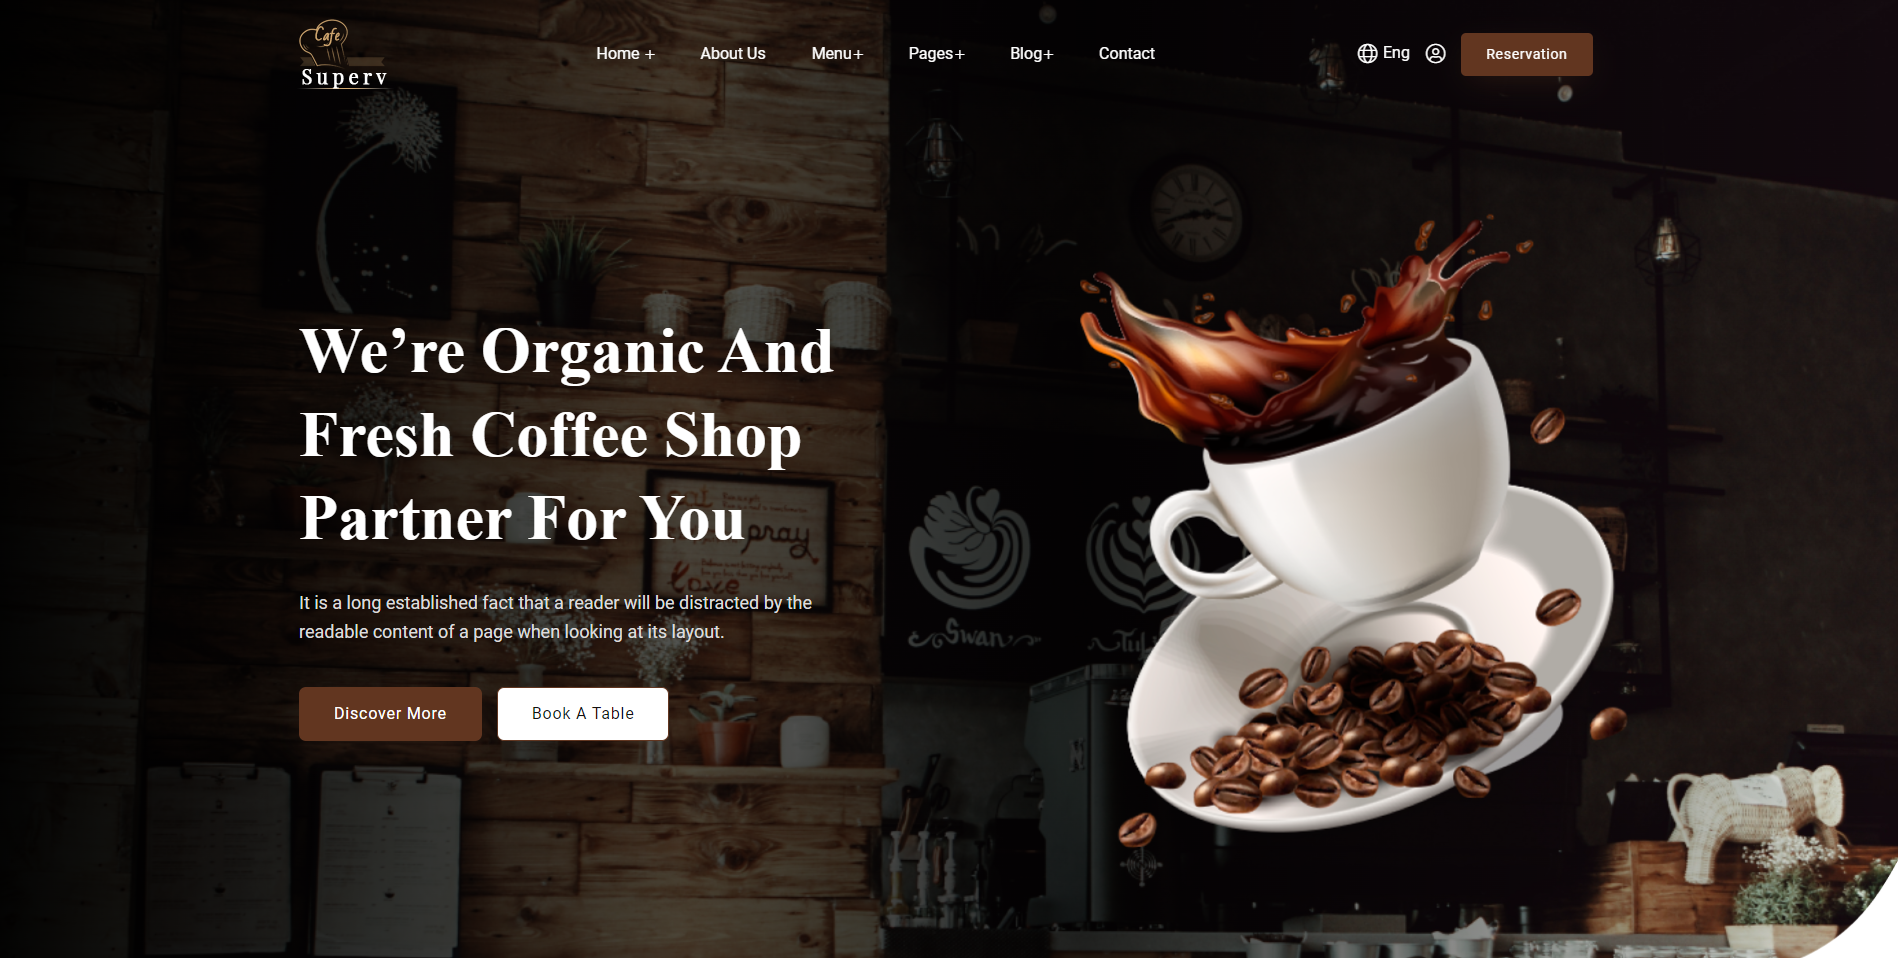 Cafe
Superv
Home +
About Us
Menu+
Pages+
Blog+
Contact
Eng
Reservation
We’re Organic And
Fresh Coffee Shop
Partner For You
pray
love
Swan
It is a long established fact that a reader will be distracted by the
readable content of a page when looking at its layout.
Discover More
Book A Table